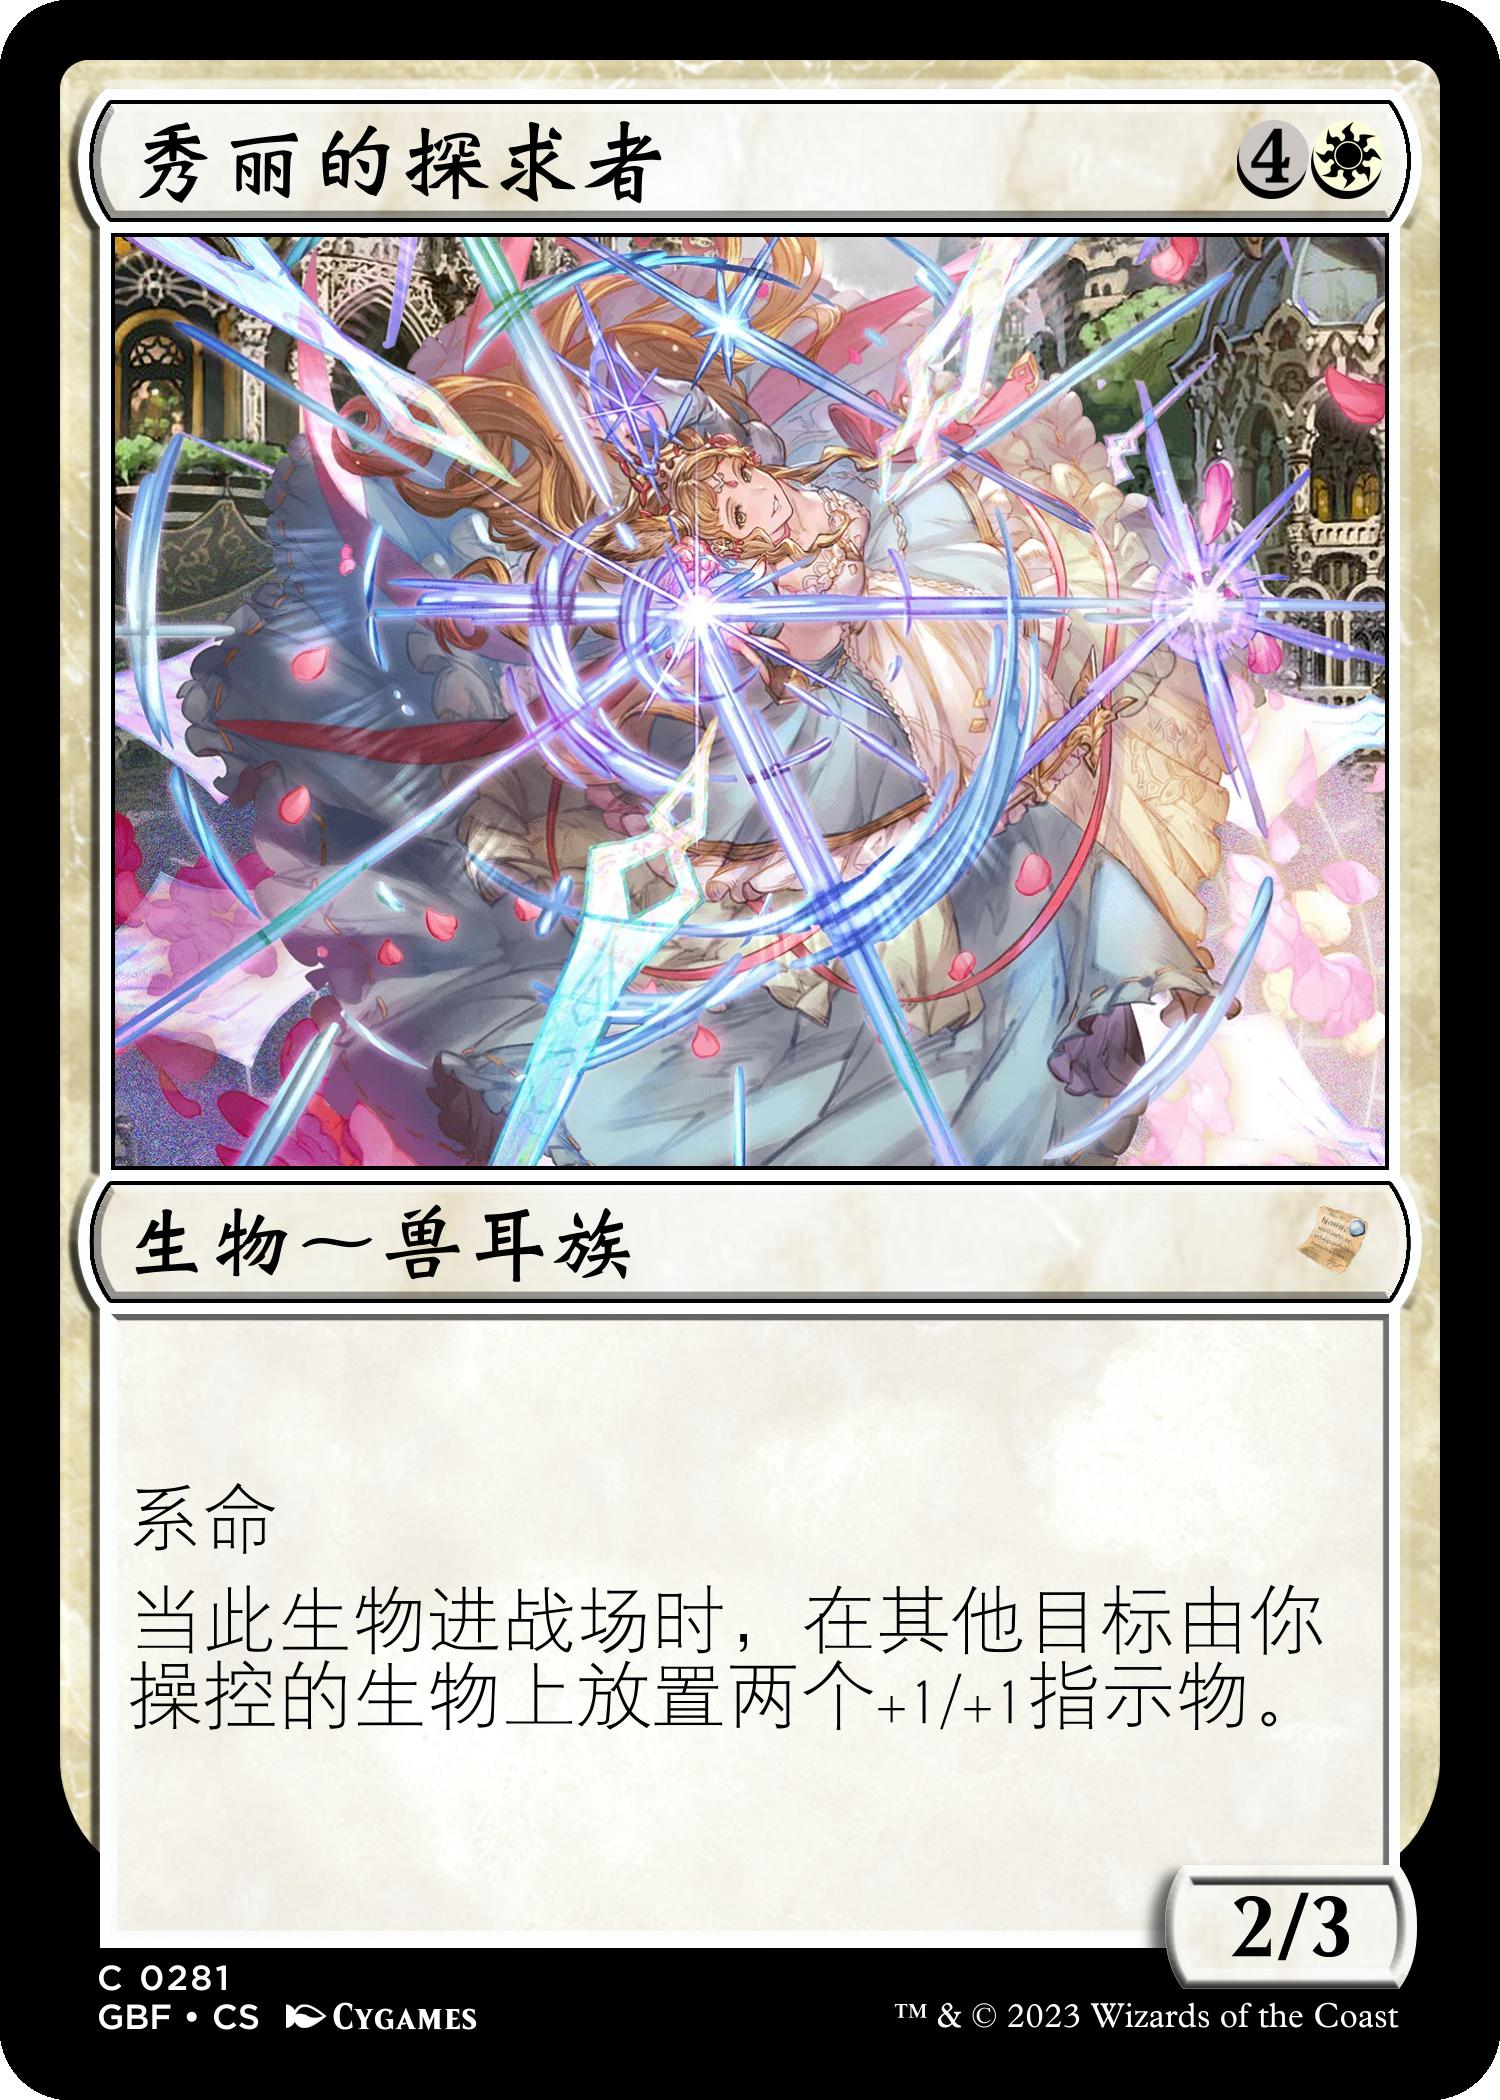 秀丽的探求者
4
生物～兽耳族
系命
当此生物进战场时，在其他目标由你
操控的生物上放置两个+1/+1指示物。
2/3
C 0281
GBF • CS CYGAMES
™ & © 2023 Wizards of the Coast